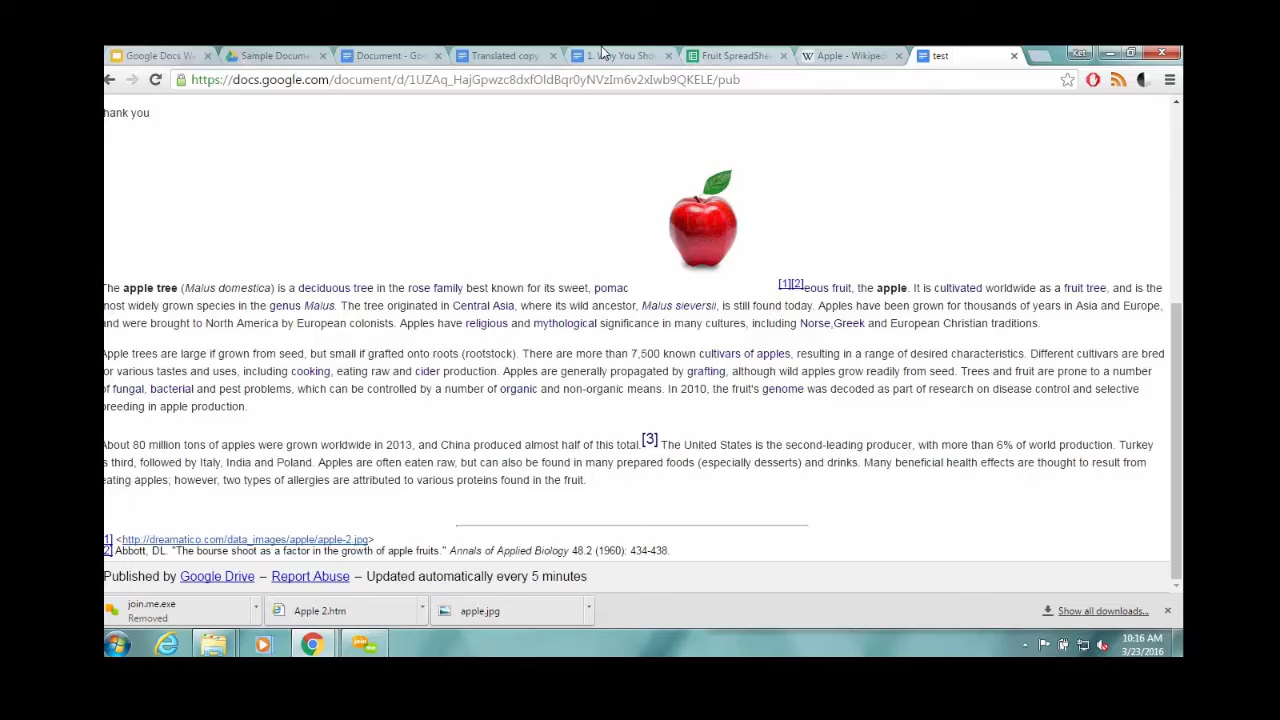 Google Docs W
Sample Docume
Document - Go
Translated copy
1. Why You Sho
Fruit SpreadShe
Apple - Wikiped
test
https://docs.google.com/document/d/1UZAq_HajGpwzc8dxfOldBqr0yNVzIm6v2xIwb9QKELE/pub
hank you
The apple tree (Malus domestica) is a deciduous tree in the rose family best known for its sweet, pomac [1][2]eous fruit, the apple. It is cultivated worldwide as a fruit tree, and is the
most widely grown species in the genus Malus. The tree originated in Central Asia, where its wild ancestor, Malus sieversii, is still found today. Apples have been grown for thousands of years in Asia and Europe,
and were brought to North America by European colonists. Apples have religious and mythological significance in many cultures, including Norse,Greek and European Christian traditions.
Apple trees are large if grown from seed, but small if grafted onto roots (rootstock). There are more than 7,500 known cultivars of apples, resulting in a range of desired characteristics. Different cultivars are bred
or various tastes and uses, including cooking, eating raw and cider production. Apples are generally propagated by grafting, although wild apples grow readily from seed. Trees and fruit are prone to a number
of fungal, bacterial and pest problems, which can be controlled by a number of organic and non-organic means. In 2010, the fruit's genome was decoded as part of research on disease control and selective
breeding in apple production.
About 80 million tons of apples were grown worldwide in 2013, and China produced almost half of this total.[3] The United States is the second-leading producer, with more than 6% of world production. Turkey
s third, followed by Italy, India and Poland. Apples are often eaten raw, but can also be found in many prepared foods (especially desserts) and drinks. Many beneficial health effects are thought to result from
eating apples; however, two types of allergies are attributed to various proteins found in the fruit.
[1] <http://dreamatico.com/data_images/apple/apple-2.jpg>
[2] Abbott, DL. "The bourse shoot as a factor in the growth of apple fruits." Annals of Applied Biology 48.2 (1960): 434-438.
Published by Google Drive – Report Abuse – Updated automatically every 5 minutes
join.me.exe
Removed
Apple 2.htm
apple.jpg
Show all downloads...
10:16 AM
3/23/2016